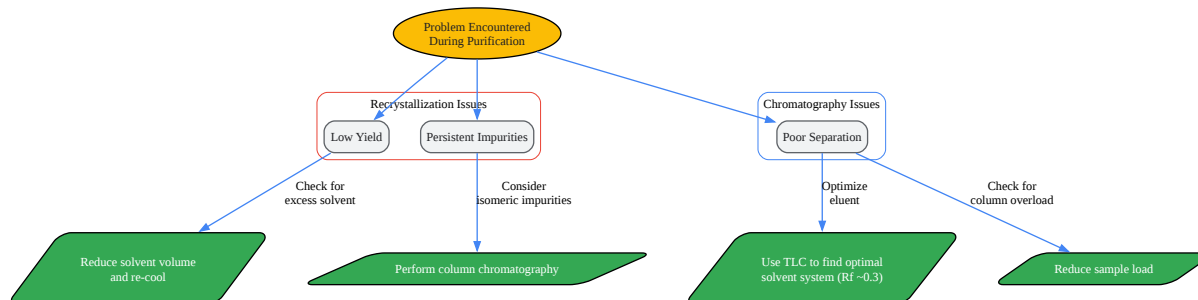 Problem Encountered
During Purification
Recrystallization Issues
Chromatography Issues
Low Yield
Persistent Impurities
Poor Separation
Check for
excess solvent
Consider
isomeric impurities
Optimize
eluent
Check for
column overload
Reduce solvent volume
and re-cool
Perform column chromatography
Use TLC to find optimal
solvent system (Rf ~0.3)
Reduce sample load